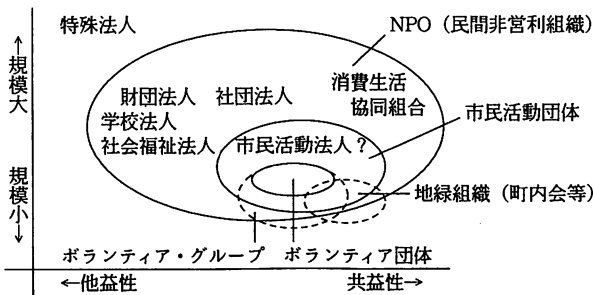 特殊法人
NPO（民間非営利組織）
↑規模大
消費生活
協同組合
財団法人 社団法人
学校法人
社会福祉法人
市民活動団体
市民活動法人？
規模小↓
地緑組織（町内会等）
ボランティア・グループ
ボランティア団体
←他益性
共益性→